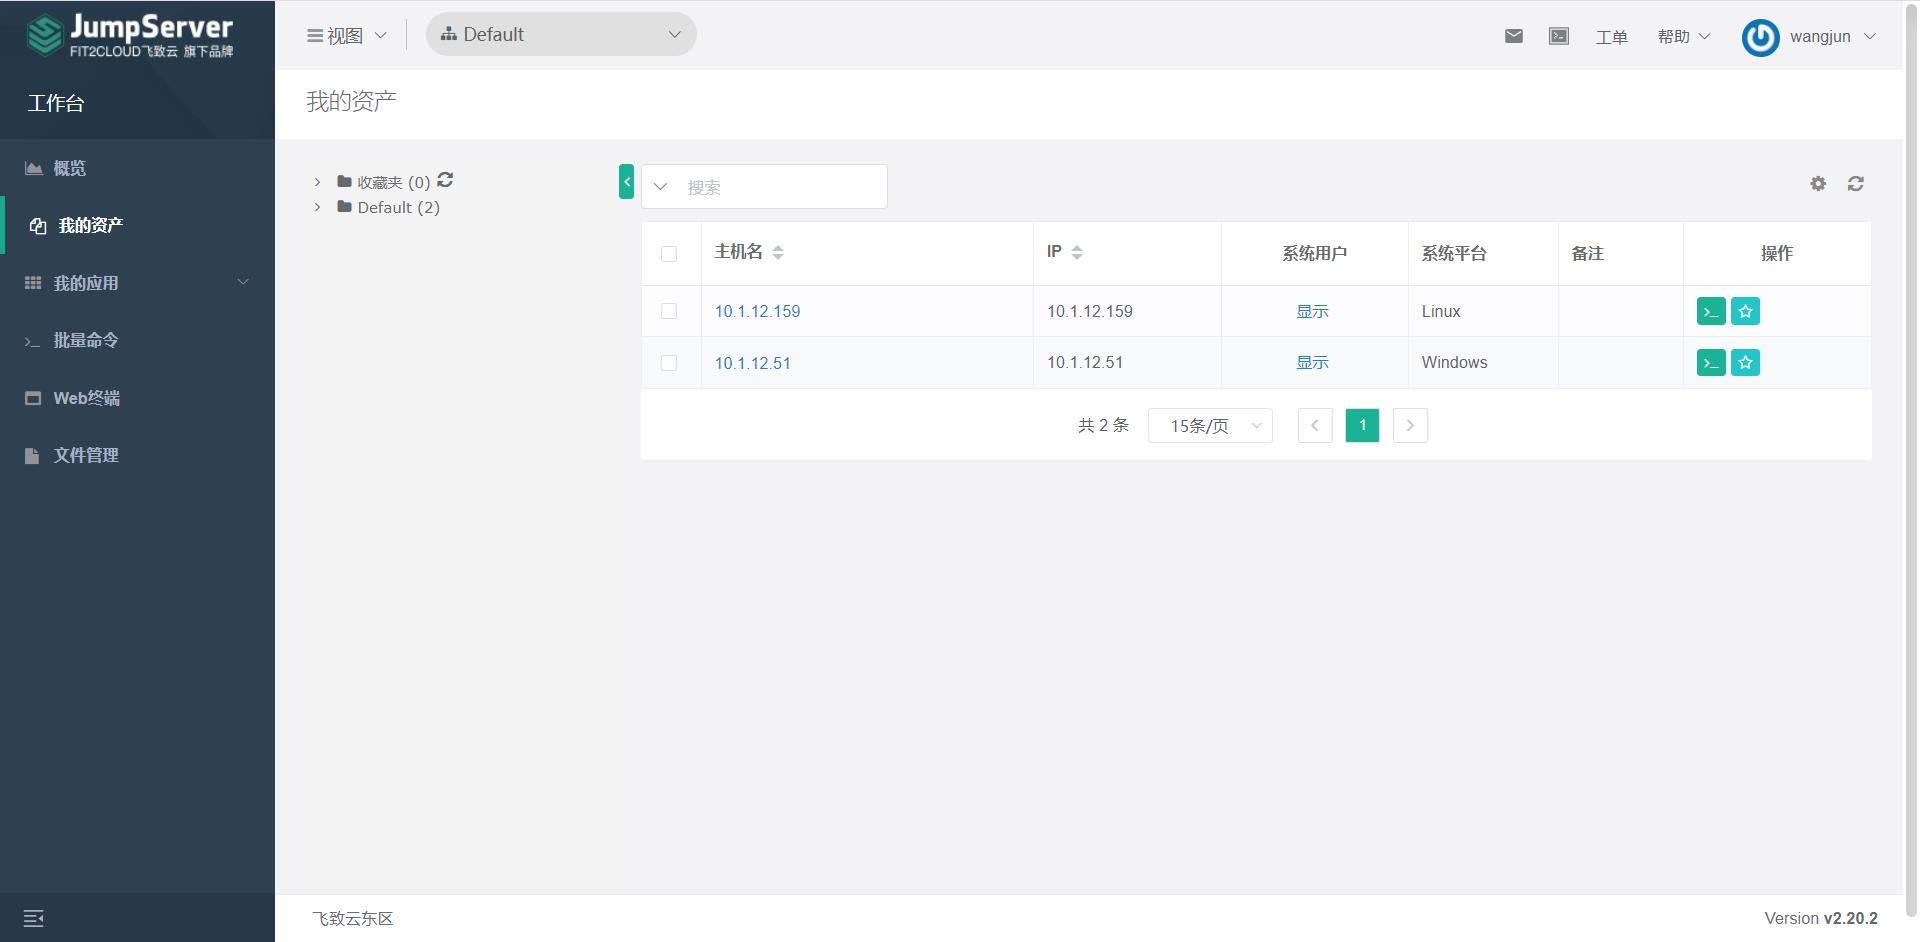 JumpServer
FIT2CLOUD飞致云 旗下品牌
视图
Default
工单
帮助
wangjun
工作台
我的资产
概览
我的资产
我的应用
批量命令
Web终端
文件管理
收藏夹 (0)
Default (2)
搜索
主机名 IP 系统用户 系统平台 备注 操作
10.1.12.159 10.1.12.159 显示 Linux
10.1.12.51 10.1.12.51 显示 Windows
共 2 条 15条/页 1
飞致云东区
Version v2.20.2